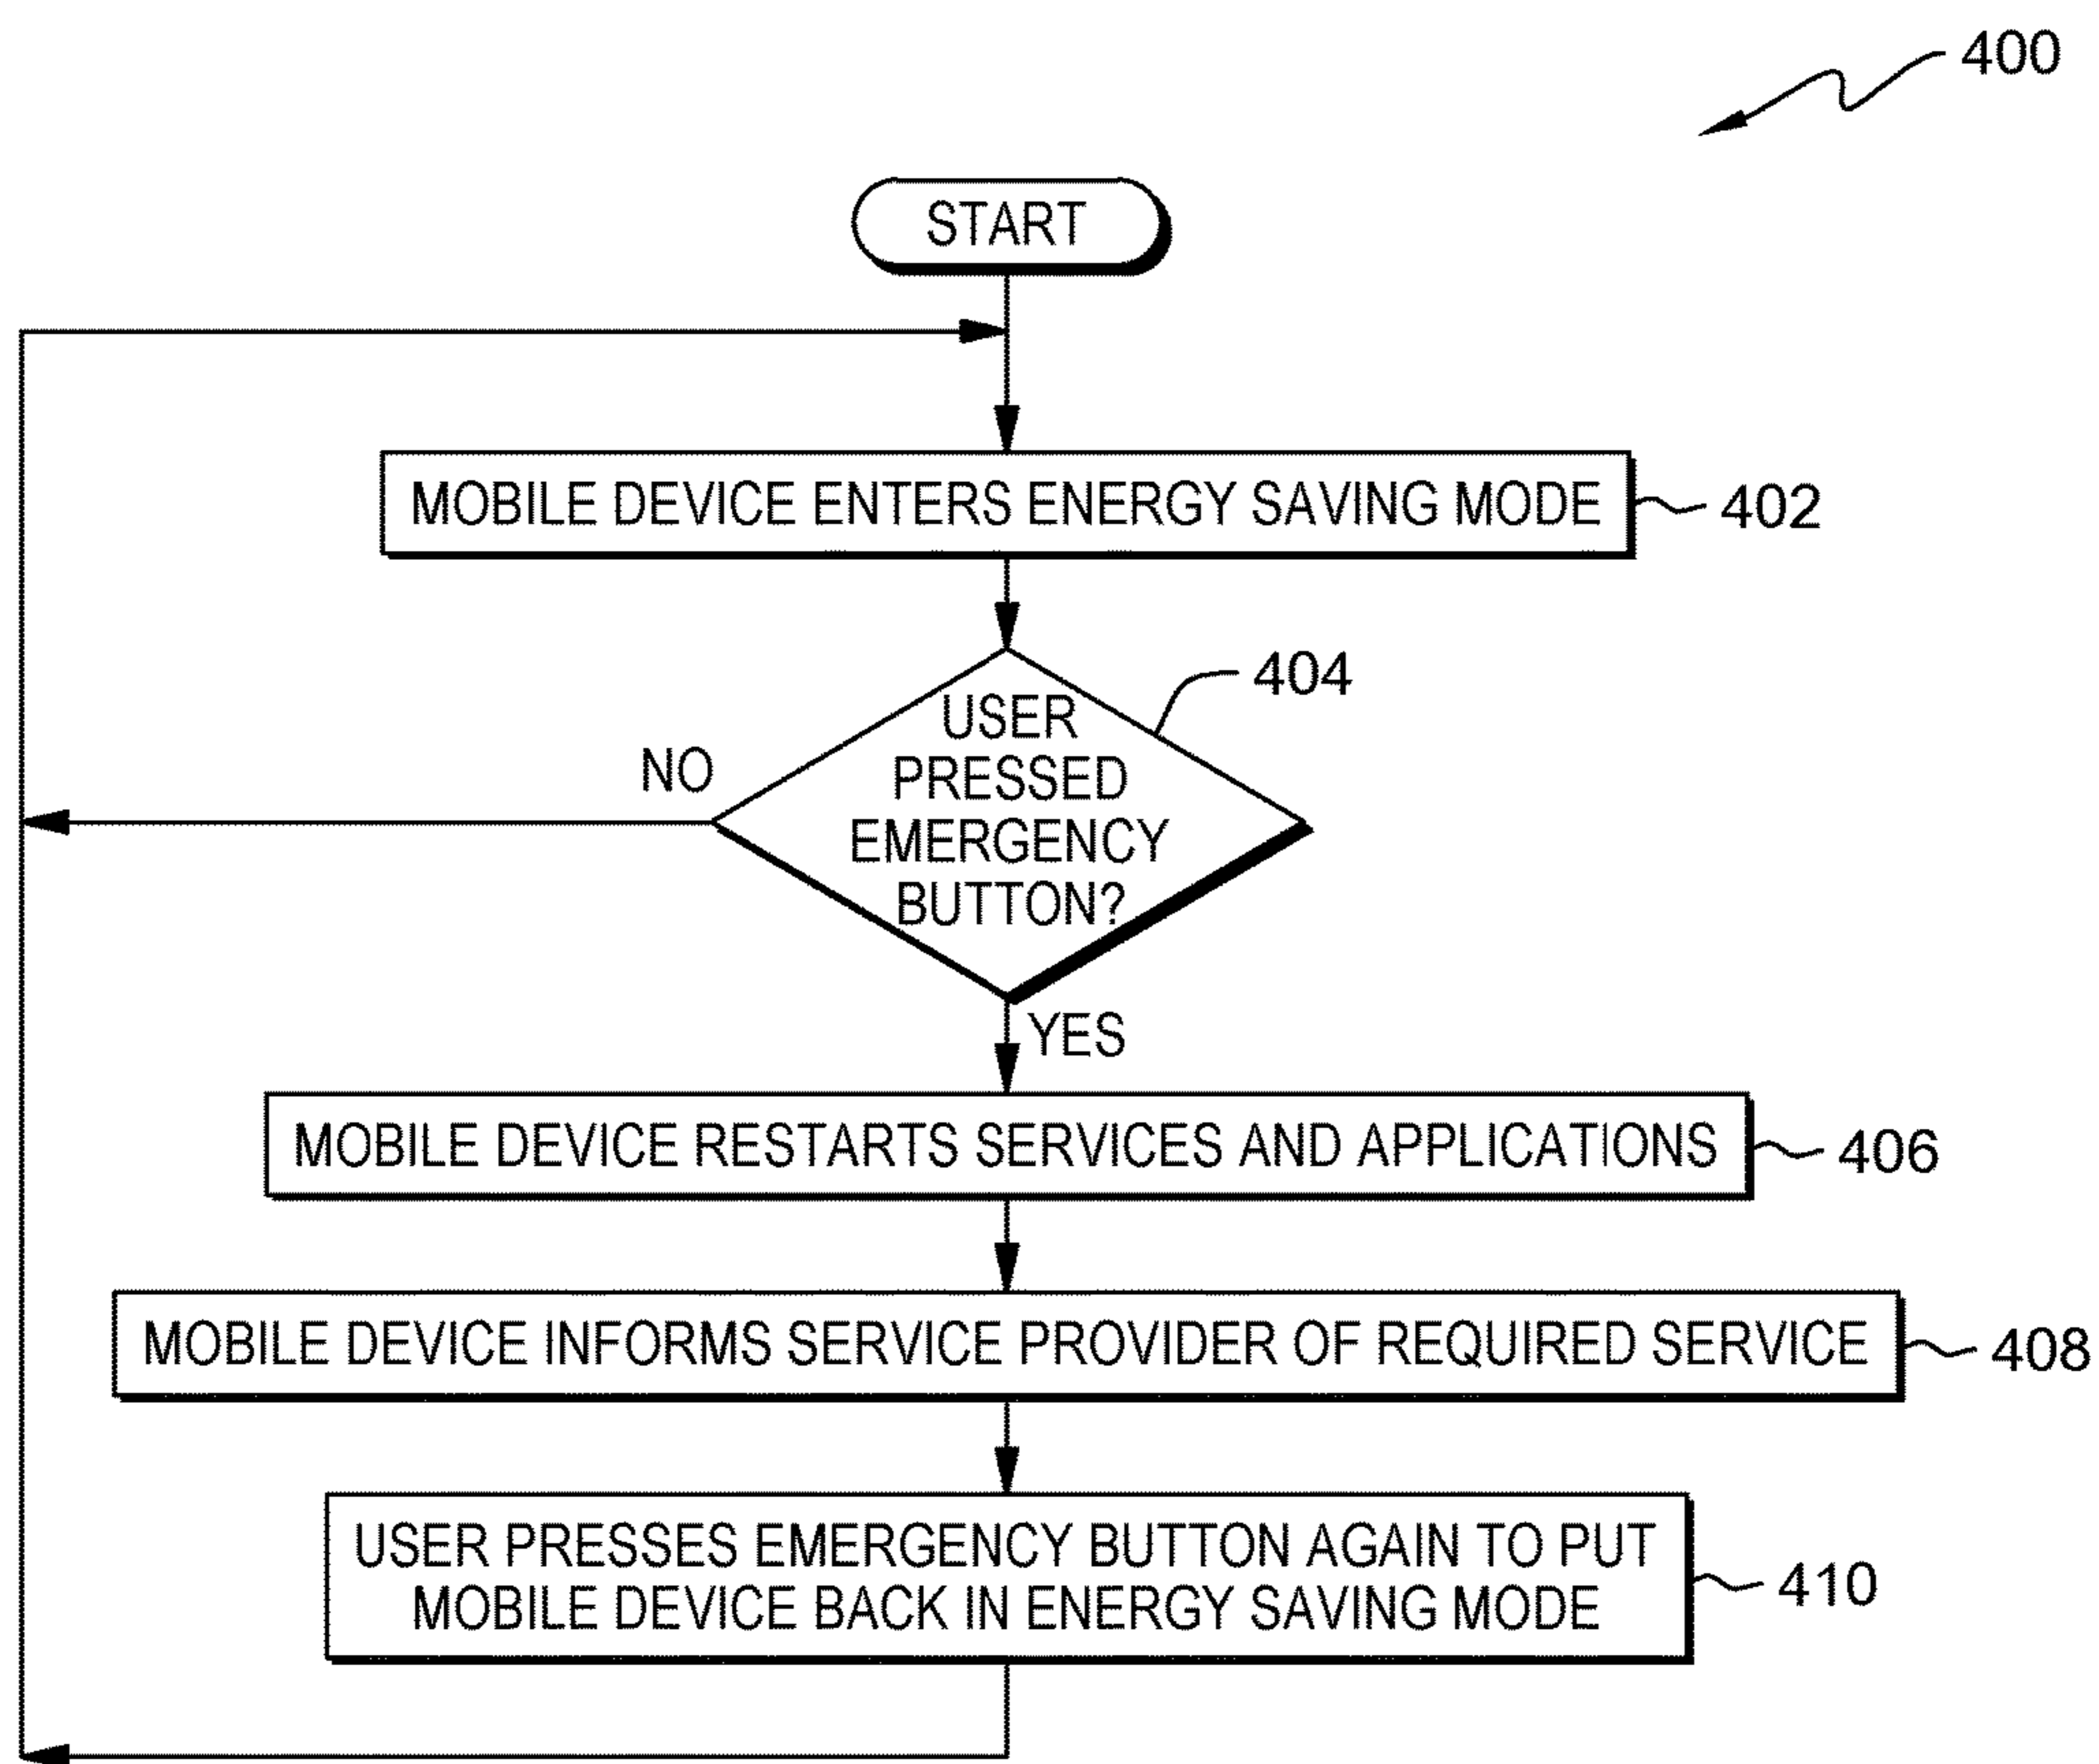 400
START
MOBILE DEVICE ENTERS ENERGY SAVING MODE
402
404
USER
PRESSED
EMERGENCY
BUTTON?
NO
YES
MOBILE DEVICE RESTARTS SERVICES AND APPLICATIONS
406
MOBILE DEVICE INFORMS SERVICE PROVIDER OF REQUIRED SERVICE
408
USER PRESSES EMERGENCY BUTTON AGAIN TO PUT
MOBILE DEVICE BACK IN ENERGY SAVING MODE
410